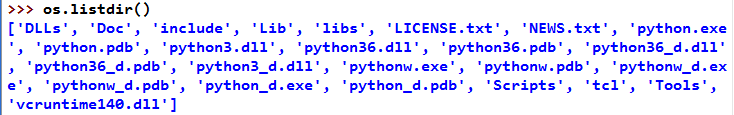 >>> os.listdir()
['DLLs', 'Doc', 'include', 'Lib', 'libs', 'LICENSE.txt', 'NEWS.txt', 'python.exe
', 'python.pdb', 'python3.dll', 'python36.dll', 'python36.pdb', 'python36_d.dll'
, 'python36_d.pdb', 'python3_d.dll', 'pythonw.exe', 'pythonw.pdb', 'pythonw_d.ex
e', 'pythonw_d.pdb', 'python_d.exe', 'python_d.pdb', 'Scripts', 'tcl', 'Tools',
'vcruntime140.dll']